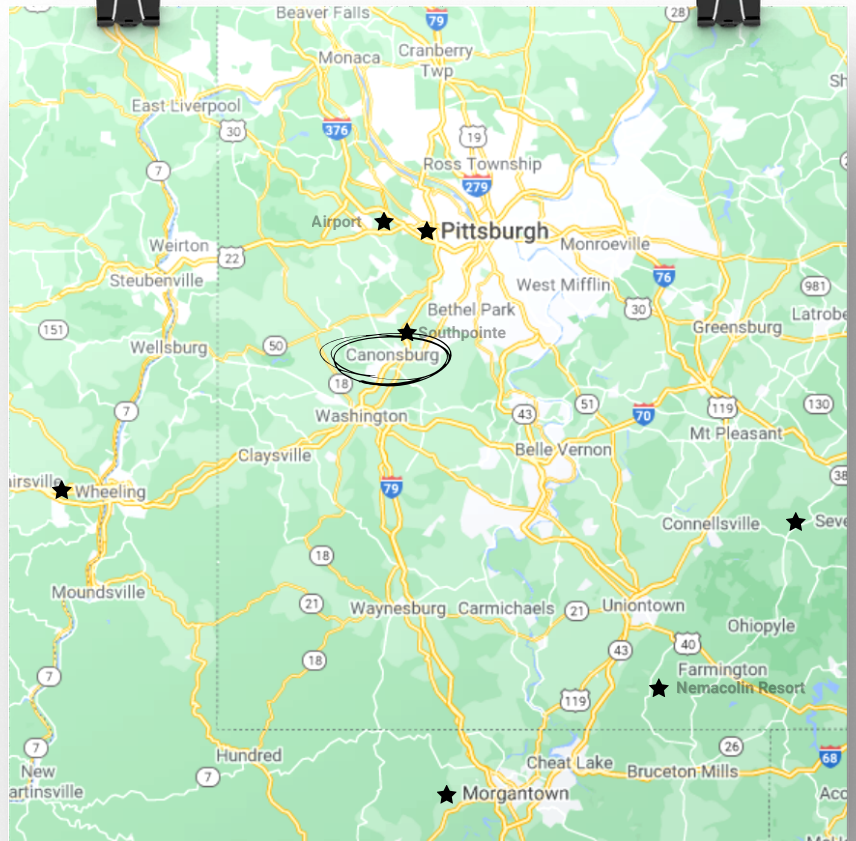 28
Beaver Falls
79
Cranberry
Twp
Monaca
East Liverpool
30
376
19
Ross Township
7
279
Airport
Pittsburgh
Weirton
22
Monroeville
76
Steubenville
West Mifflin
981
Bethel Park
30
151
Southpointe
Greensburg
Latrobe
Wellsburg
50
Canonsburg
18
7
Washington
43
51
70
119
130
Mt Pleasant
Claysville
Belle Vernon
airsville
Wheeling
79
38
Connellsville
Seve
18
Moundsville
21
Waynesburg
Carmichaels
21
Uniontown
Ohiopyle
43
40
18
Farmington
7
Nemacolin Resort
119
7
Hundred
26
68
Cheat Lake
Bruceton Mills
New
artinsville
7
Morgantown
Acc